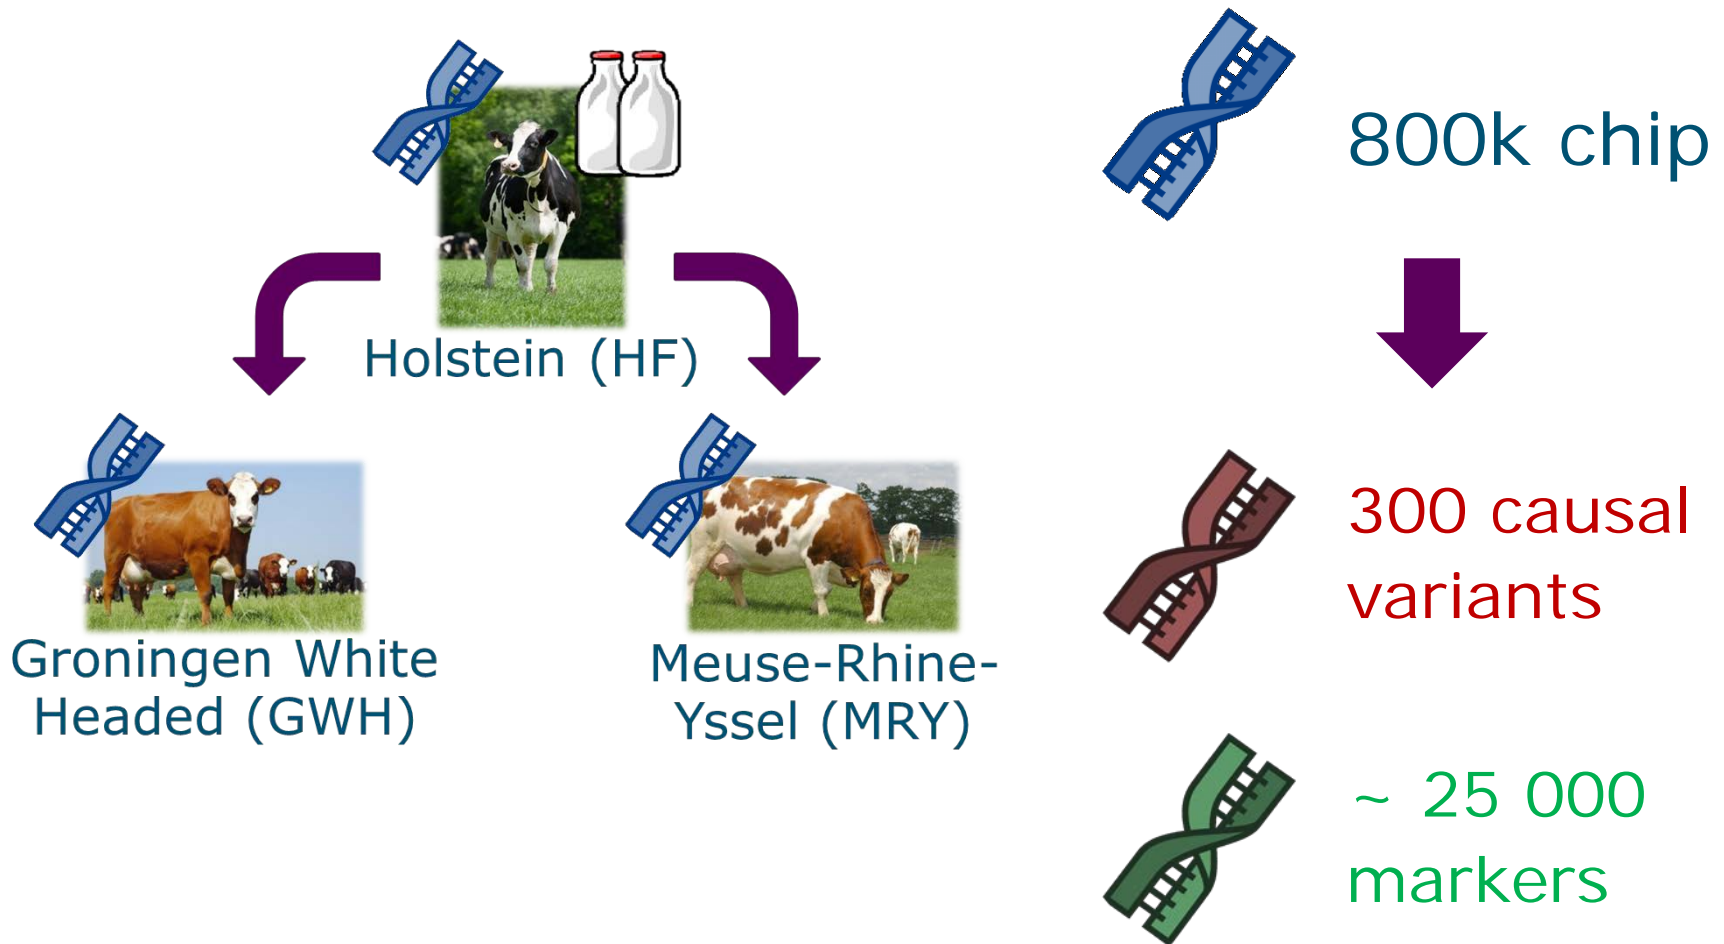 Holstein (HF)
Groningen White
Headed (GWH)
Meuse-Rhine-
Yssel (MRY)
800k chip
300 causal
variants
~ 25 000
markers